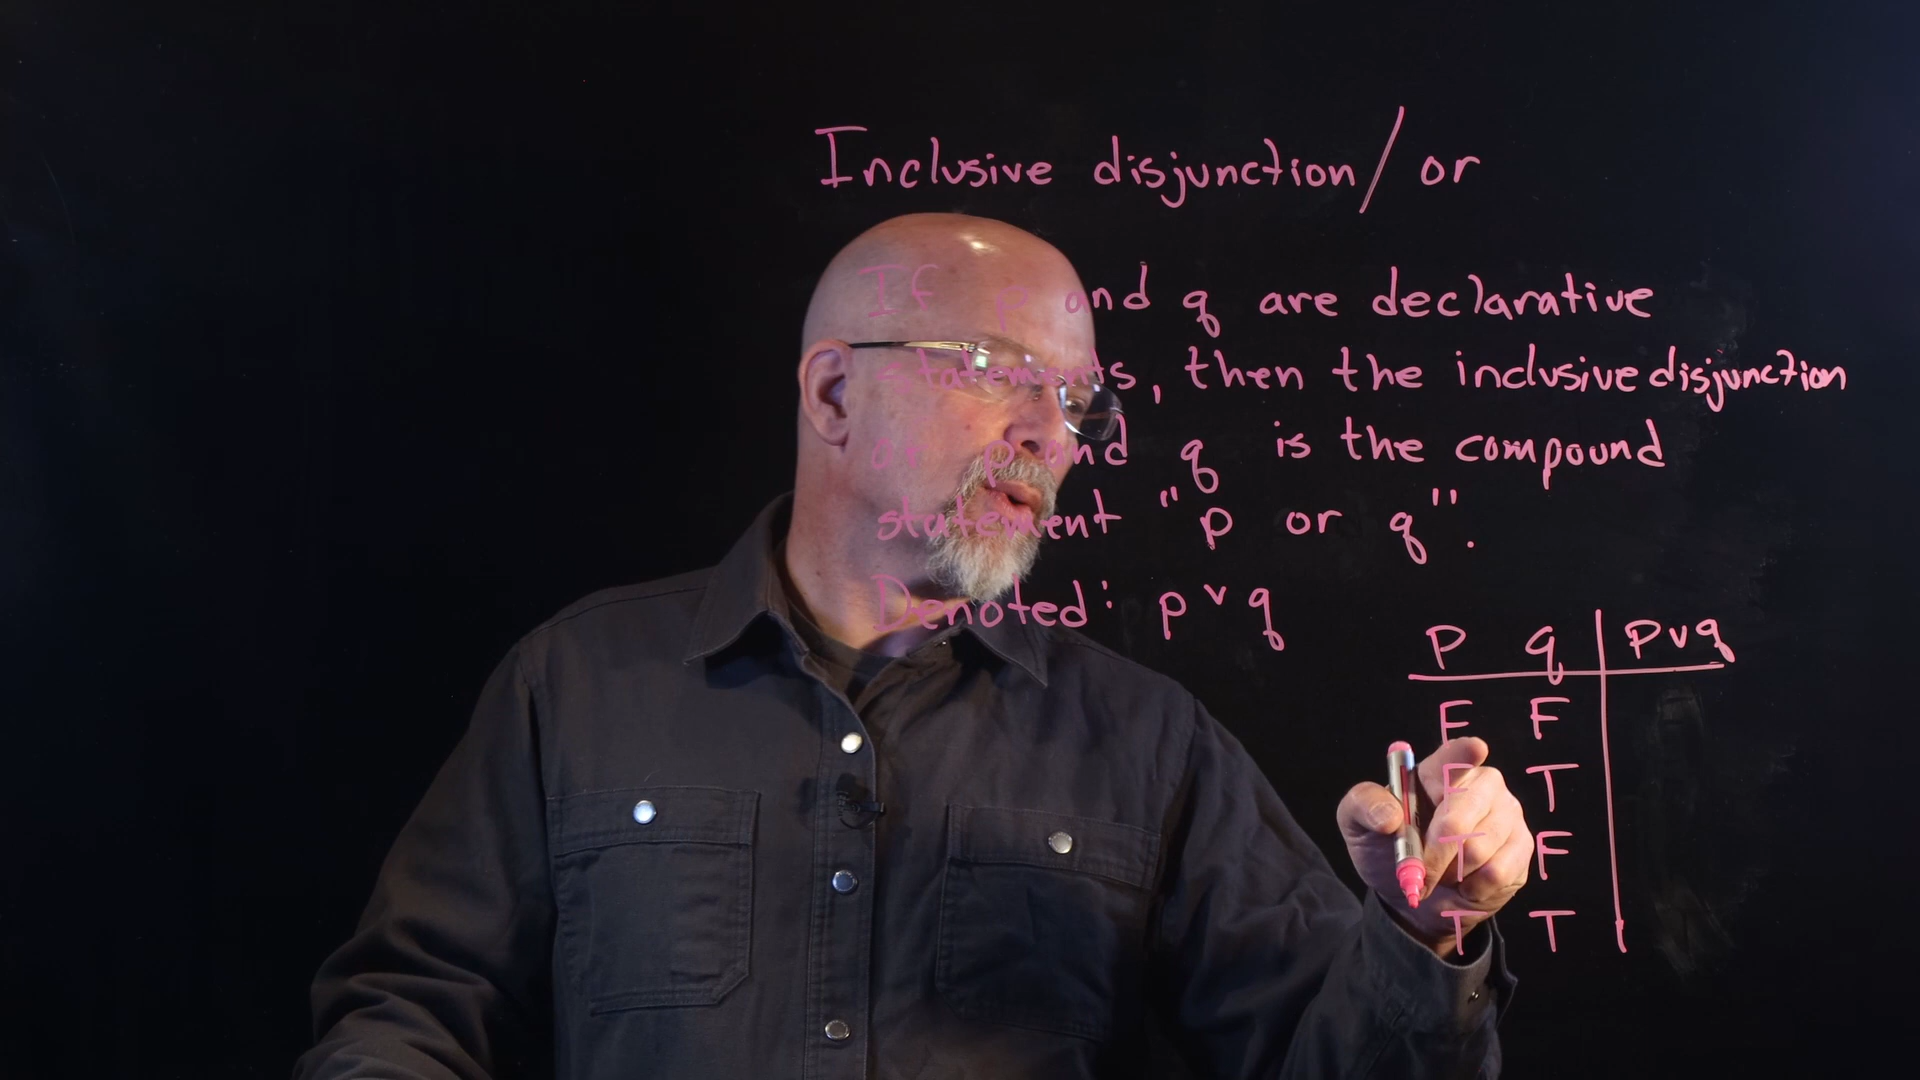 Inclusive disjunction / or
If p and q are declarative
statements, then the inclusive disjunction
or p and q is the compound
statement "p or q".
Denoted: p v q
p q p v q
F F
F T
T F
T T